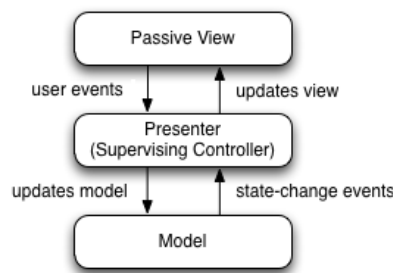 Passive View
user events
updates view
Presenter
(Supervising Controller)
updates model
state-change events
Model